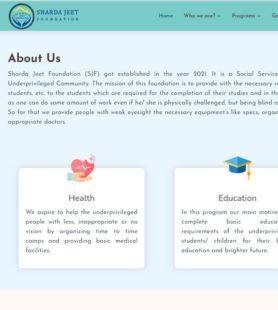 SHARDA JEET
FOUNDATION
Home Who we are? Programs
About Us
Sharda Jeet Foundation (SJF) got established in the year 2021. It is a Social Service
Underprivileged Community. The mission of this foundation is to provide with the necessary
students, etc. to the students which are required for the completion of their studies and in th
as one can do some amount of work even if he/ she is physically challenged, but being blind
So for that we provide people with weak eyesight the necessary equipment's like specs, organ
appropriate doctors.
Health
We aspire to help the underprivileged
people with less, inappropriate or no
vision by organizing time to time
camps and providing basic medical
facilities.
Education
In this program our main motive
complete basic educat
requirements of the underprivi
students/ children for their
education and brighter future.